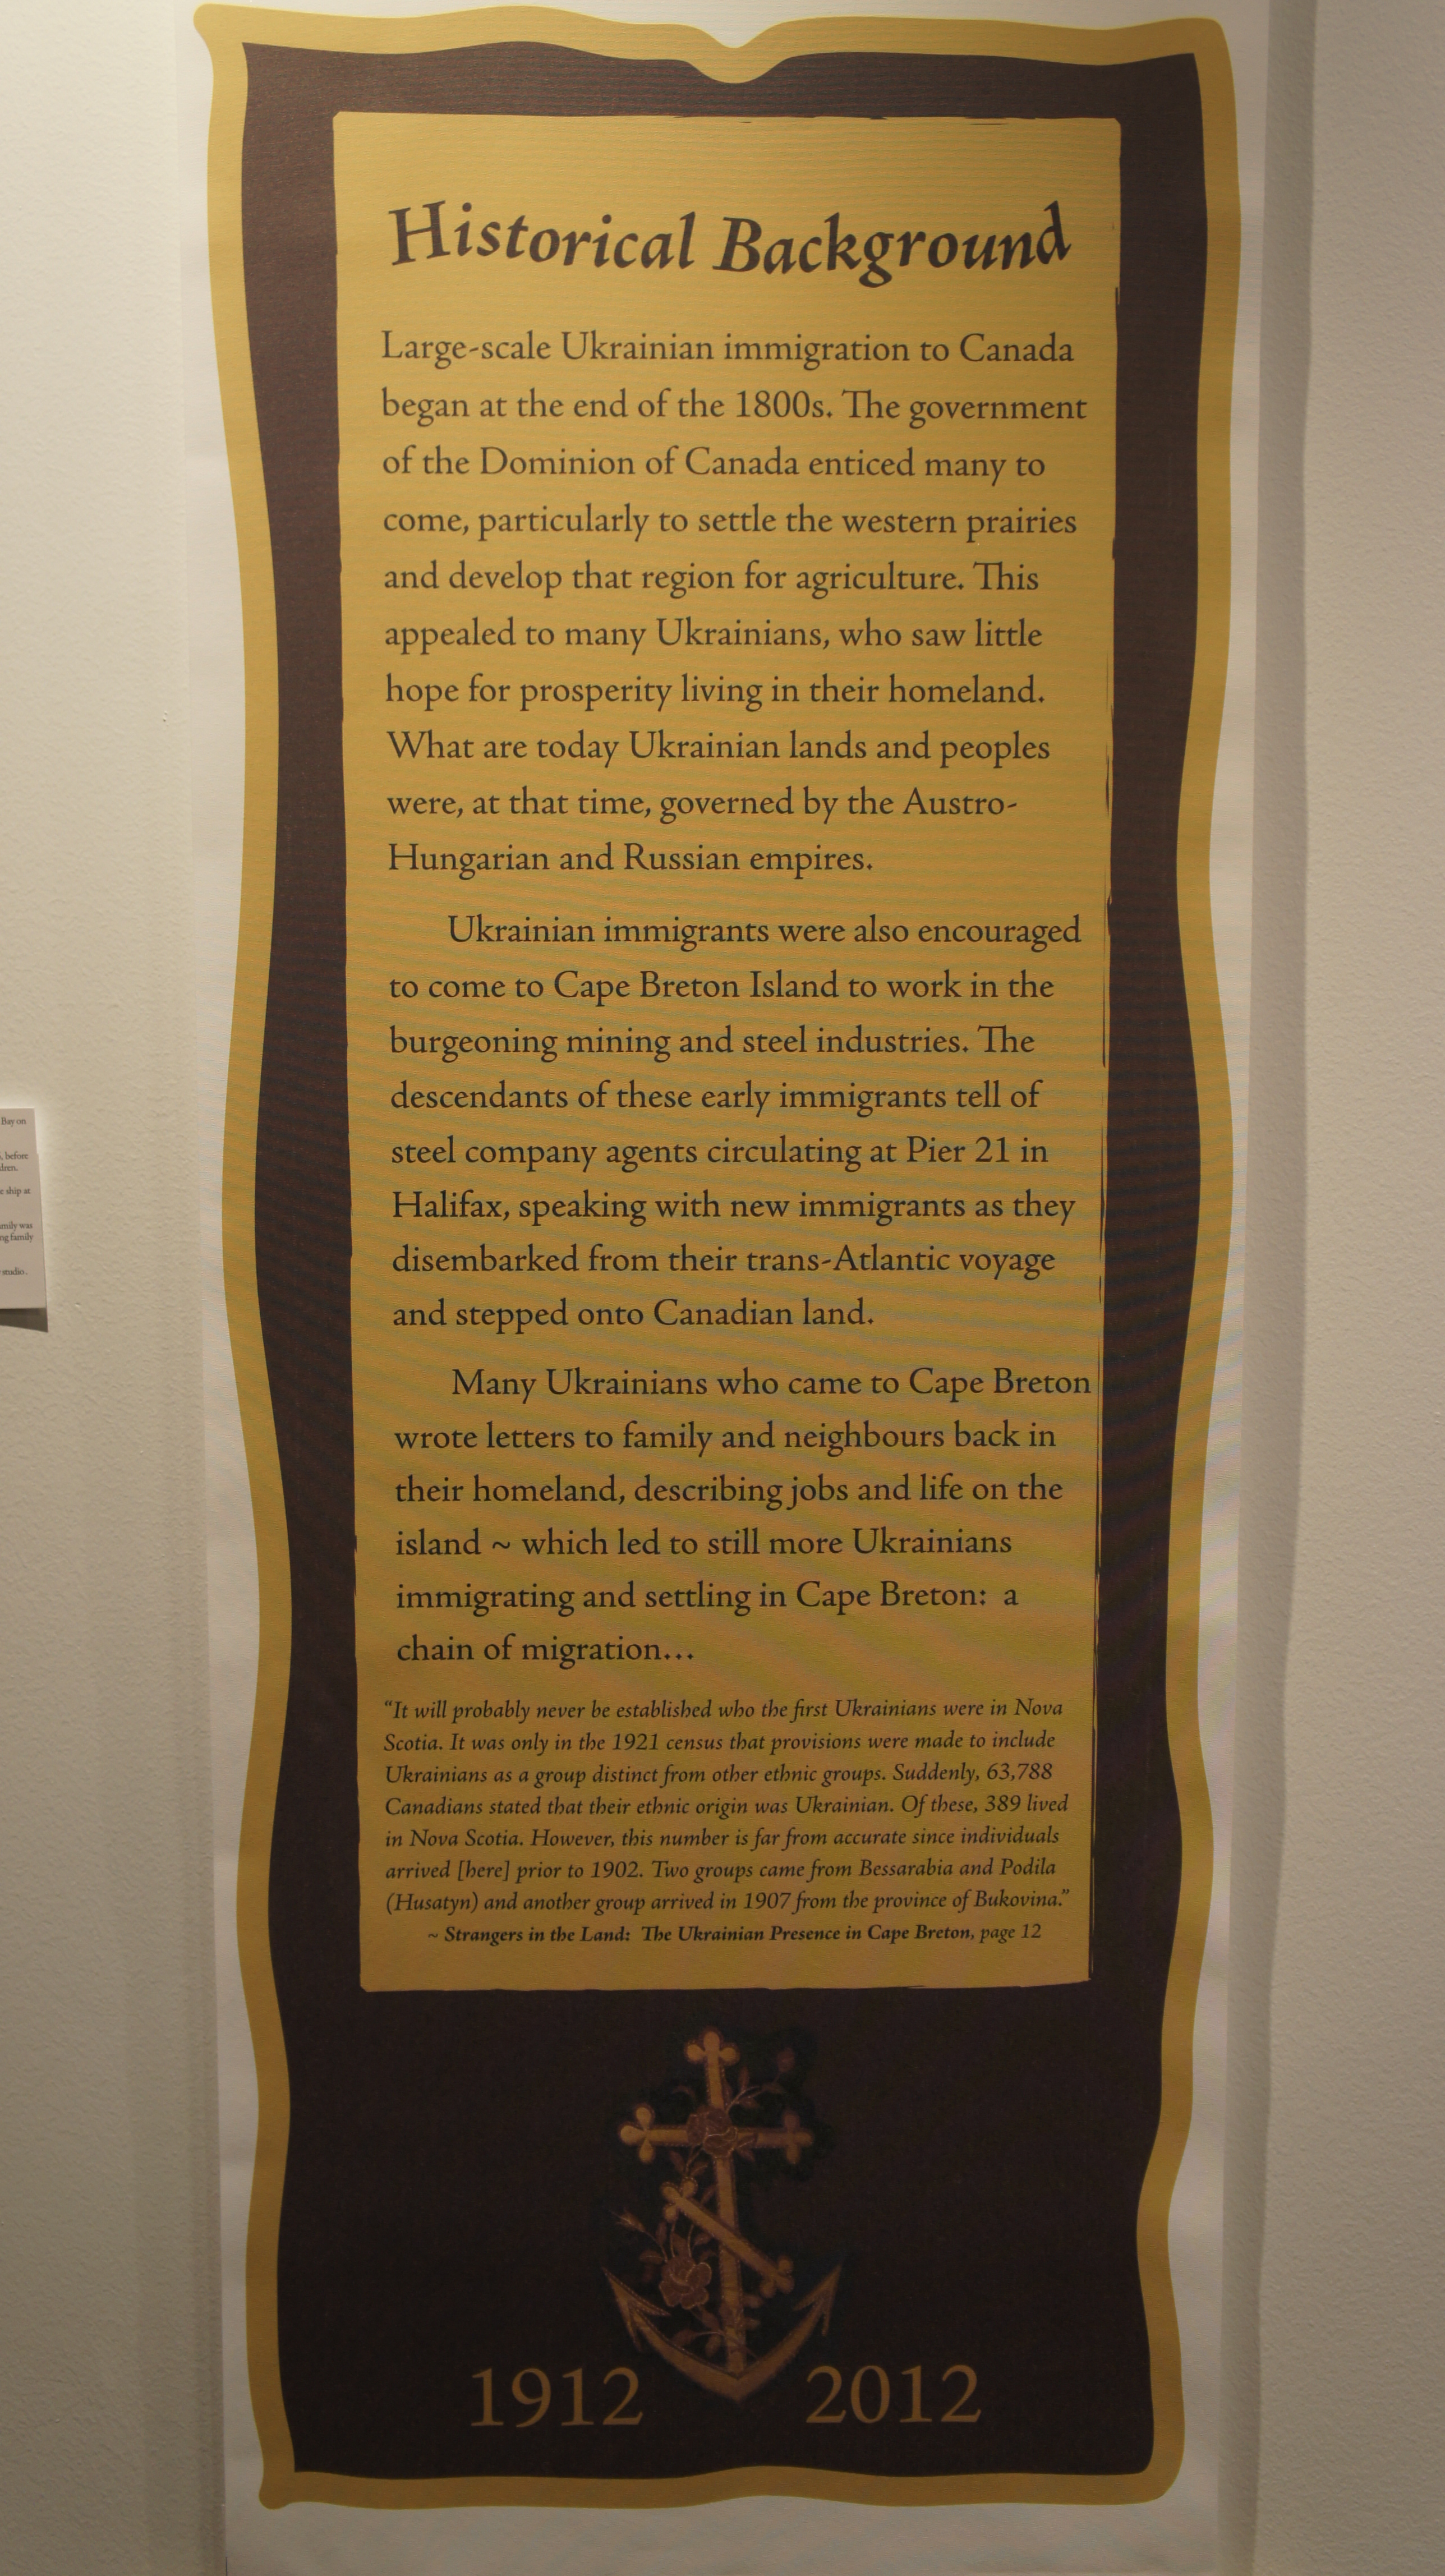 Historical Background
Large-scale Ukrainian immigration to Canada
began at the end of the 1800s. The government
of the Dominion of Canada enticed many to
come, particularly to settle the western prairies
and develop that region for agriculture. This
appealed to many Ukrainians, who saw little
hope for prosperity living in their homeland.
What are today Ukrainian lands and peoples
were, at that time, governed by the Austro-
Hungarian and Russian empires.
Ukrainian immigrants were also encouraged
to come to Cape Breton Island to work in the
burgeoning mining and steel industries. The
descendants of these early immigrants tell of
steel company agents circulating at Pier 21 in
Halifax, speaking with new immigrants as they
disembarked from their trans-Atlantic voyage
and stepped onto Canadian land.
Many Ukrainians who came to Cape Breton
wrote letters to family and neighbours back in
their homeland, describing jobs and life on the
island ~ which led to still more Ukrainians
immigrating and settling in Cape Breton: a
chain of migration...
"It will probably never be established who the first Ukrainians were in Nova
Scotia. It was only in the 1921 census that provisions were made to include
Ukrainians as a group distinct from other ethnic groups. Suddenly, 63,788
Canadians stated that their ethnic origin was Ukrainian. Of these, 389 lived
in Nova Scotia. However, this number is far from accurate since individuals
arrived [here] prior to 1902. Two groups came from Bessarabia and Podila
(Husatyn) and another group arrived in 1907 from the province of Bukovina."
~ Strangers in the Land: The Ukrainian Presence in Cape Breton, page 12
1912 2012
Bay on
, before
ship at
was
family
studio.